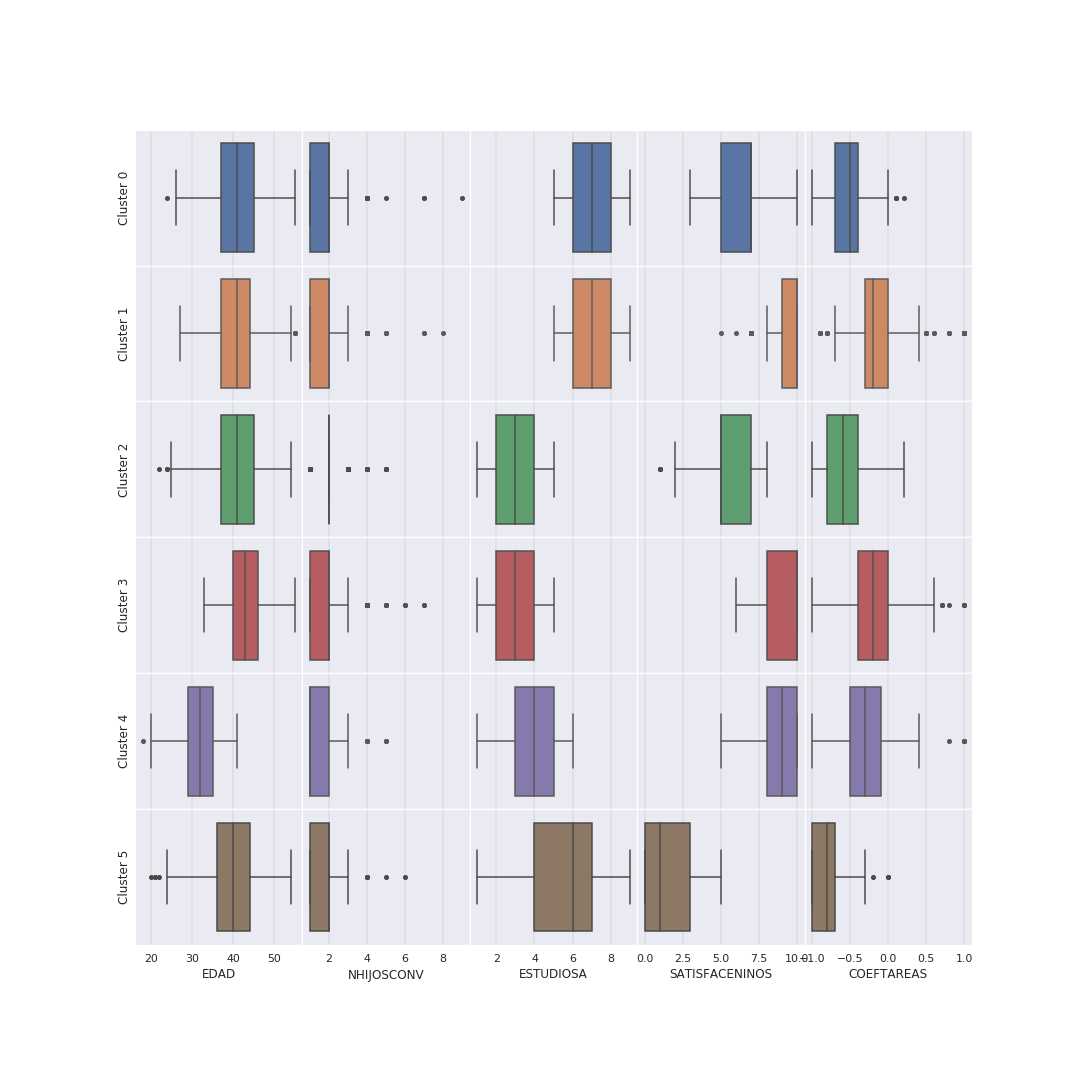 Cluster 0
Cluster 1
Cluster 2
Cluster 3
Cluster 4
Cluster 5
20 30 40 50 2 4 6 8 2 4 6 8 0.0 2.5 5.0 7.5 10.0 −1.0 −0.5 0.0 0.5 1.0
EDAD NHIJOSCONV ESTUDIOSA SATISFACENINOS COEFTAREAS